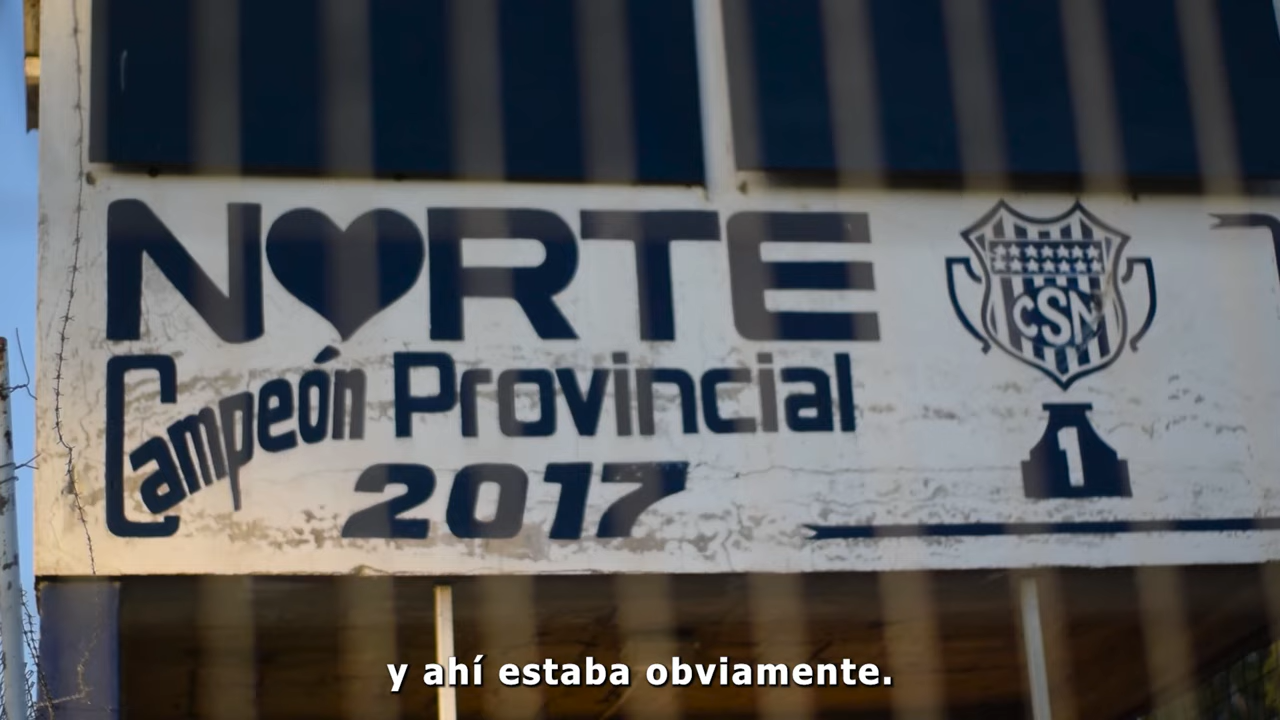 N♥RTE
Campeón Provincial
2017
CSN
1
y ahí estaba obviamente.